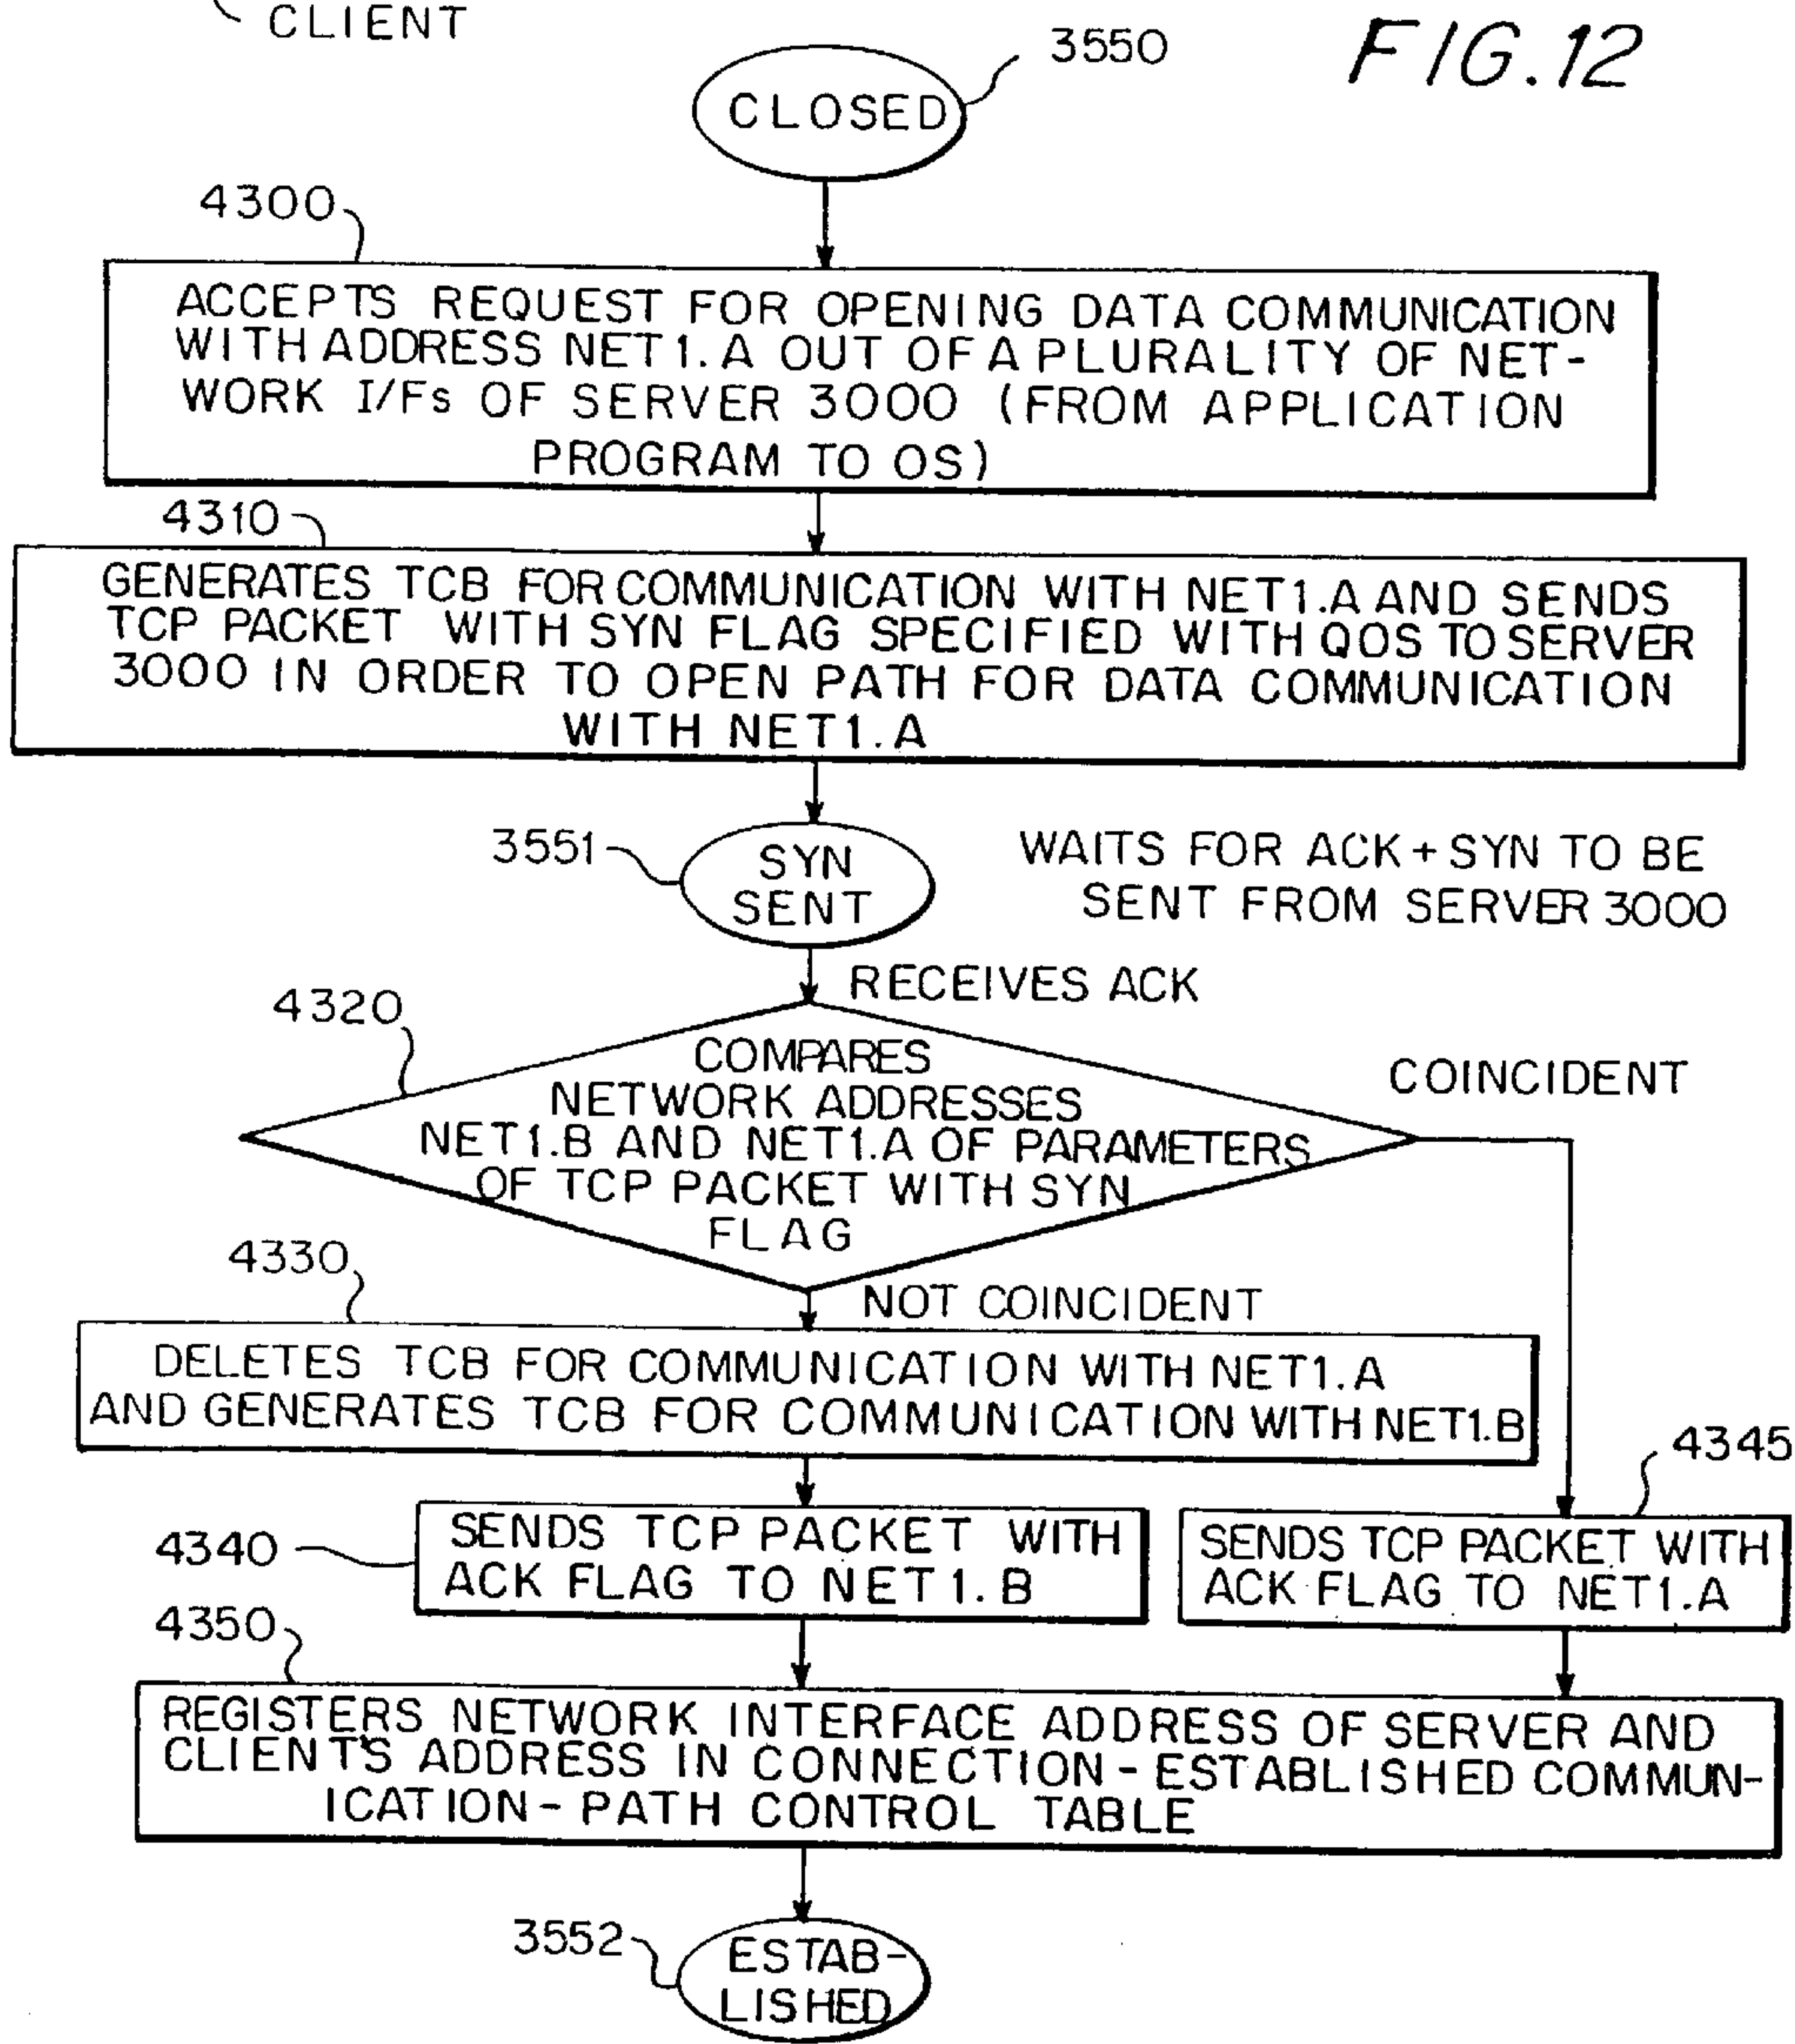 CLIENT
FIG.12
3550
CLOSED
4300
ACCEPTS REQUEST FOR OPENING DATA COMMUNICATION
WITH ADDRESS NET1.A OUT OF A PLURALITY OF NET-
WORK I/Fs OF SERVER 3000 (FROM APPLICATION
PROGRAM TO OS)
4310
GENERATES TCB FOR COMMUNICATION WITH NET1.A AND SENDS
TCP PACKET WITH SYN FLAG SPECIFIED WITH QOS TO SERVER
3000 IN ORDER TO OPEN PATH FOR DATA COMMUNICATION
WITH NET1.A
3551
SYN
SENT
WAITS FOR ACK+SYN TO BE
SENT FROM SERVER 3000
RECEIVES ACK
4320
COMPARES
NETWORK ADDRESSES
NET1.B AND NET1.A OF PARAMETERS
OF TCP PACKET WITH SYN
FLAG
COINCIDENT
4330
NOT COINCIDENT
DELETES TCB FOR COMMUNICATION WITH NET1.A
AND GENERATES TCB FOR COMMUNICATION WITH NET1.B
4345
4340
SENDS TCP PACKET WITH
ACK FLAG TO NET1.B
SENDS TCP PACKET WITH
ACK FLAG TO NET1.A
4350
REGISTERS NETWORK INTERFACE ADDRESS OF SERVER AND
CLIENT'S ADDRESS IN CONNECTION-ESTABLISHED COMMUN-
ICATION-PATH CONTROL TABLE
3552
ESTAB-
LISHED